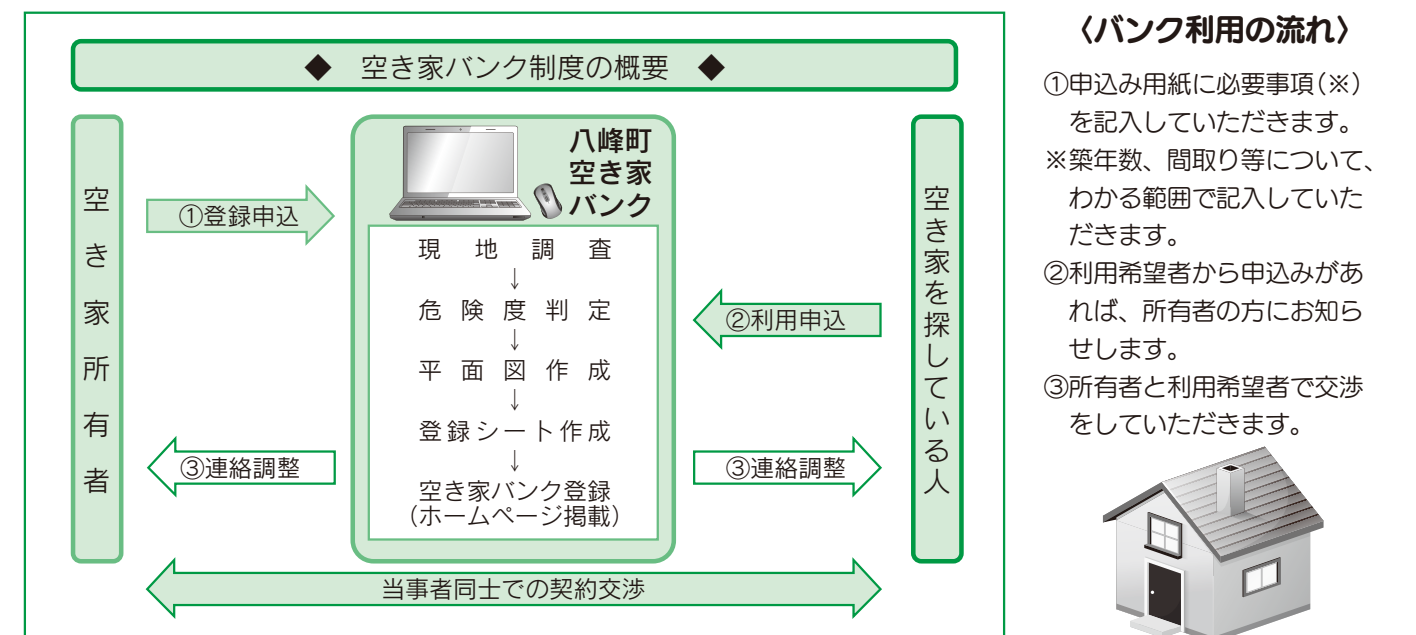 ◆ 空き家バンク制度の概要 ◆
空き家所有者
①登録申込
八峰町
空き家
バンク
現地調査
↓
危険度判定
↓
平面図作成
↓
登録シート作成
↓
空き家バンク登録
(ホームページ掲載)
②利用申込
③連絡調整
③連絡調整
空き家を探している人
当事者同士での契約交渉
〈バンク利用の流れ〉
①申込み用紙に必要事項(※)
を記入していただきます。
※築年数、間取り等について、
わかる範囲で記入していた
だきます。
②利用希望者から申込みがあ
れば、所有者の方にお知ら
せします。
③所有者と利用希望者で交渉
をしていただきます。